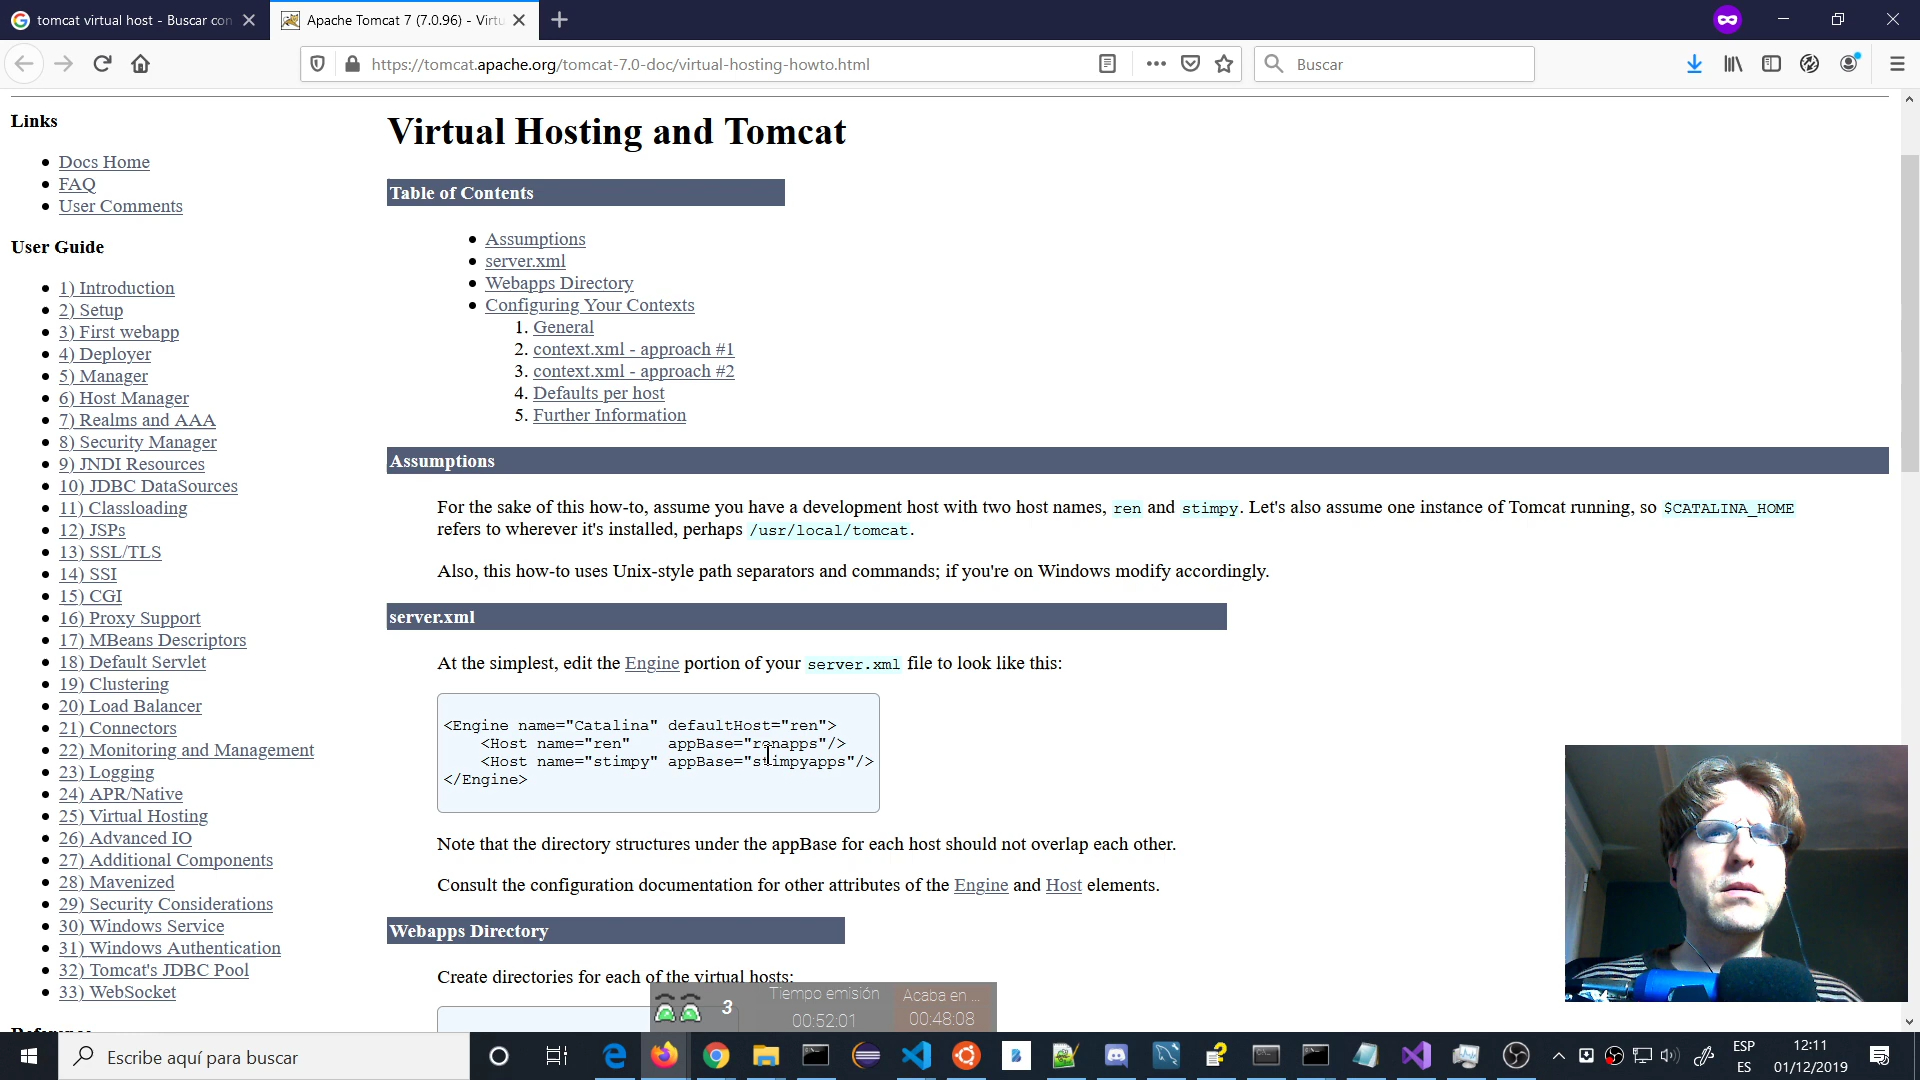 tomcat virtual host - Buscar con
Apache Tomcat 7 (7.0.96) - Virtu
https://tomcat.apache.org/tomcat-7.0-doc/virtual-hosting-howto.html
Buscar
Links
Docs Home
FAQ
User Comments
User Guide
1) Introduction
2) Setup
3) First webapp
4) Deployer
5) Manager
6) Host Manager
7) Realms and AAA
8) Security Manager
9) JNDI Resources
10) JDBC DataSources
11) Classloading
12) JSPs
13) SSL/TLS
14) SSI
15) CGI
16) Proxy Support
17) MBeans Descriptors
18) Default Servlet
19) Clustering
20) Load Balancer
21) Connectors
22) Monitoring and Management
23) Logging
24) APR/Native
25) Virtual Hosting
26) Advanced IO
27) Additional Components
28) Mavenized
29) Security Considerations
30) Windows Service
31) Windows Authentication
32) Tomcat's JDBC Pool
33) WebSocket
Virtual Hosting and Tomcat
Table of Contents
Assumptions
server.xml
Webapps Directory
Configuring Your Contexts
1. General
2. context.xml - approach #1
3. context.xml - approach #2
4. Defaults per host
5. Further Information
Assumptions
For the sake of this how-to, assume you have a development host with two host names, ren and stimpy. Let's also assume one instance of Tomcat running, so $CATALINA_HOME
refers to wherever it's installed, perhaps /usr/local/tomcat.
Also, this how-to uses Unix-style path separators and commands; if you're on Windows modify accordingly.
server.xml
At the simplest, edit the Engine portion of your server.xml file to look like this:
<Engine name="Catalina" defaultHost="ren">
<Host name="ren" appBase="renapps"/>
<Host name="stimpy" appBase="stimpyapps"/>
</Engine>
Note that the directory structures under the appBase for each host should not overlap each other.
Consult the configuration documentation for other attributes of the Engine and Host elements.
Webapps Directory
Create directories for each of the virtual hosts:
3
Tiempo emisión
00:52:01
Acaba en ...
00:48:08
Escribe aquí para buscar
ESP
ES
12:11
01/12/2019